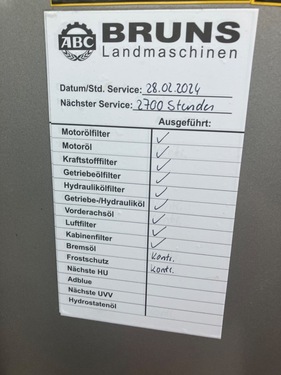 ABC
BRUNS
Landmaschinen
Datum/Std. Service: 28.02.2024
Nächster Service: 2700 Stunden
Ausgeführt:
Motorölfilter ✓
Motoröl ✓
Kraftstofffilter ✓
Getriebeölfilter ✓
Hydraulikölfilter ✓
Getriebe-/Hydrauliköl ✓
Vorderachsöl ✓
Luftfilter ✓
Kabinenfilter ✓
Bremsöl Kontr.
Frostschutz Kontr.
Nächste HU
Adblue
Nächste UVV
Hydrostatenöl